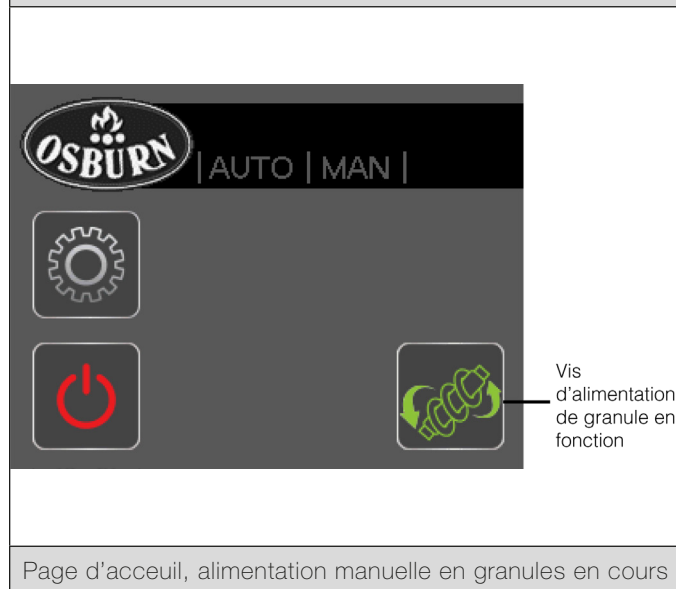 OSBURN
|AUTO | MAN |
Vis
d'alimentation
de granule en
fonction
Page d'acceuil, alimentation manuelle en granules en cours